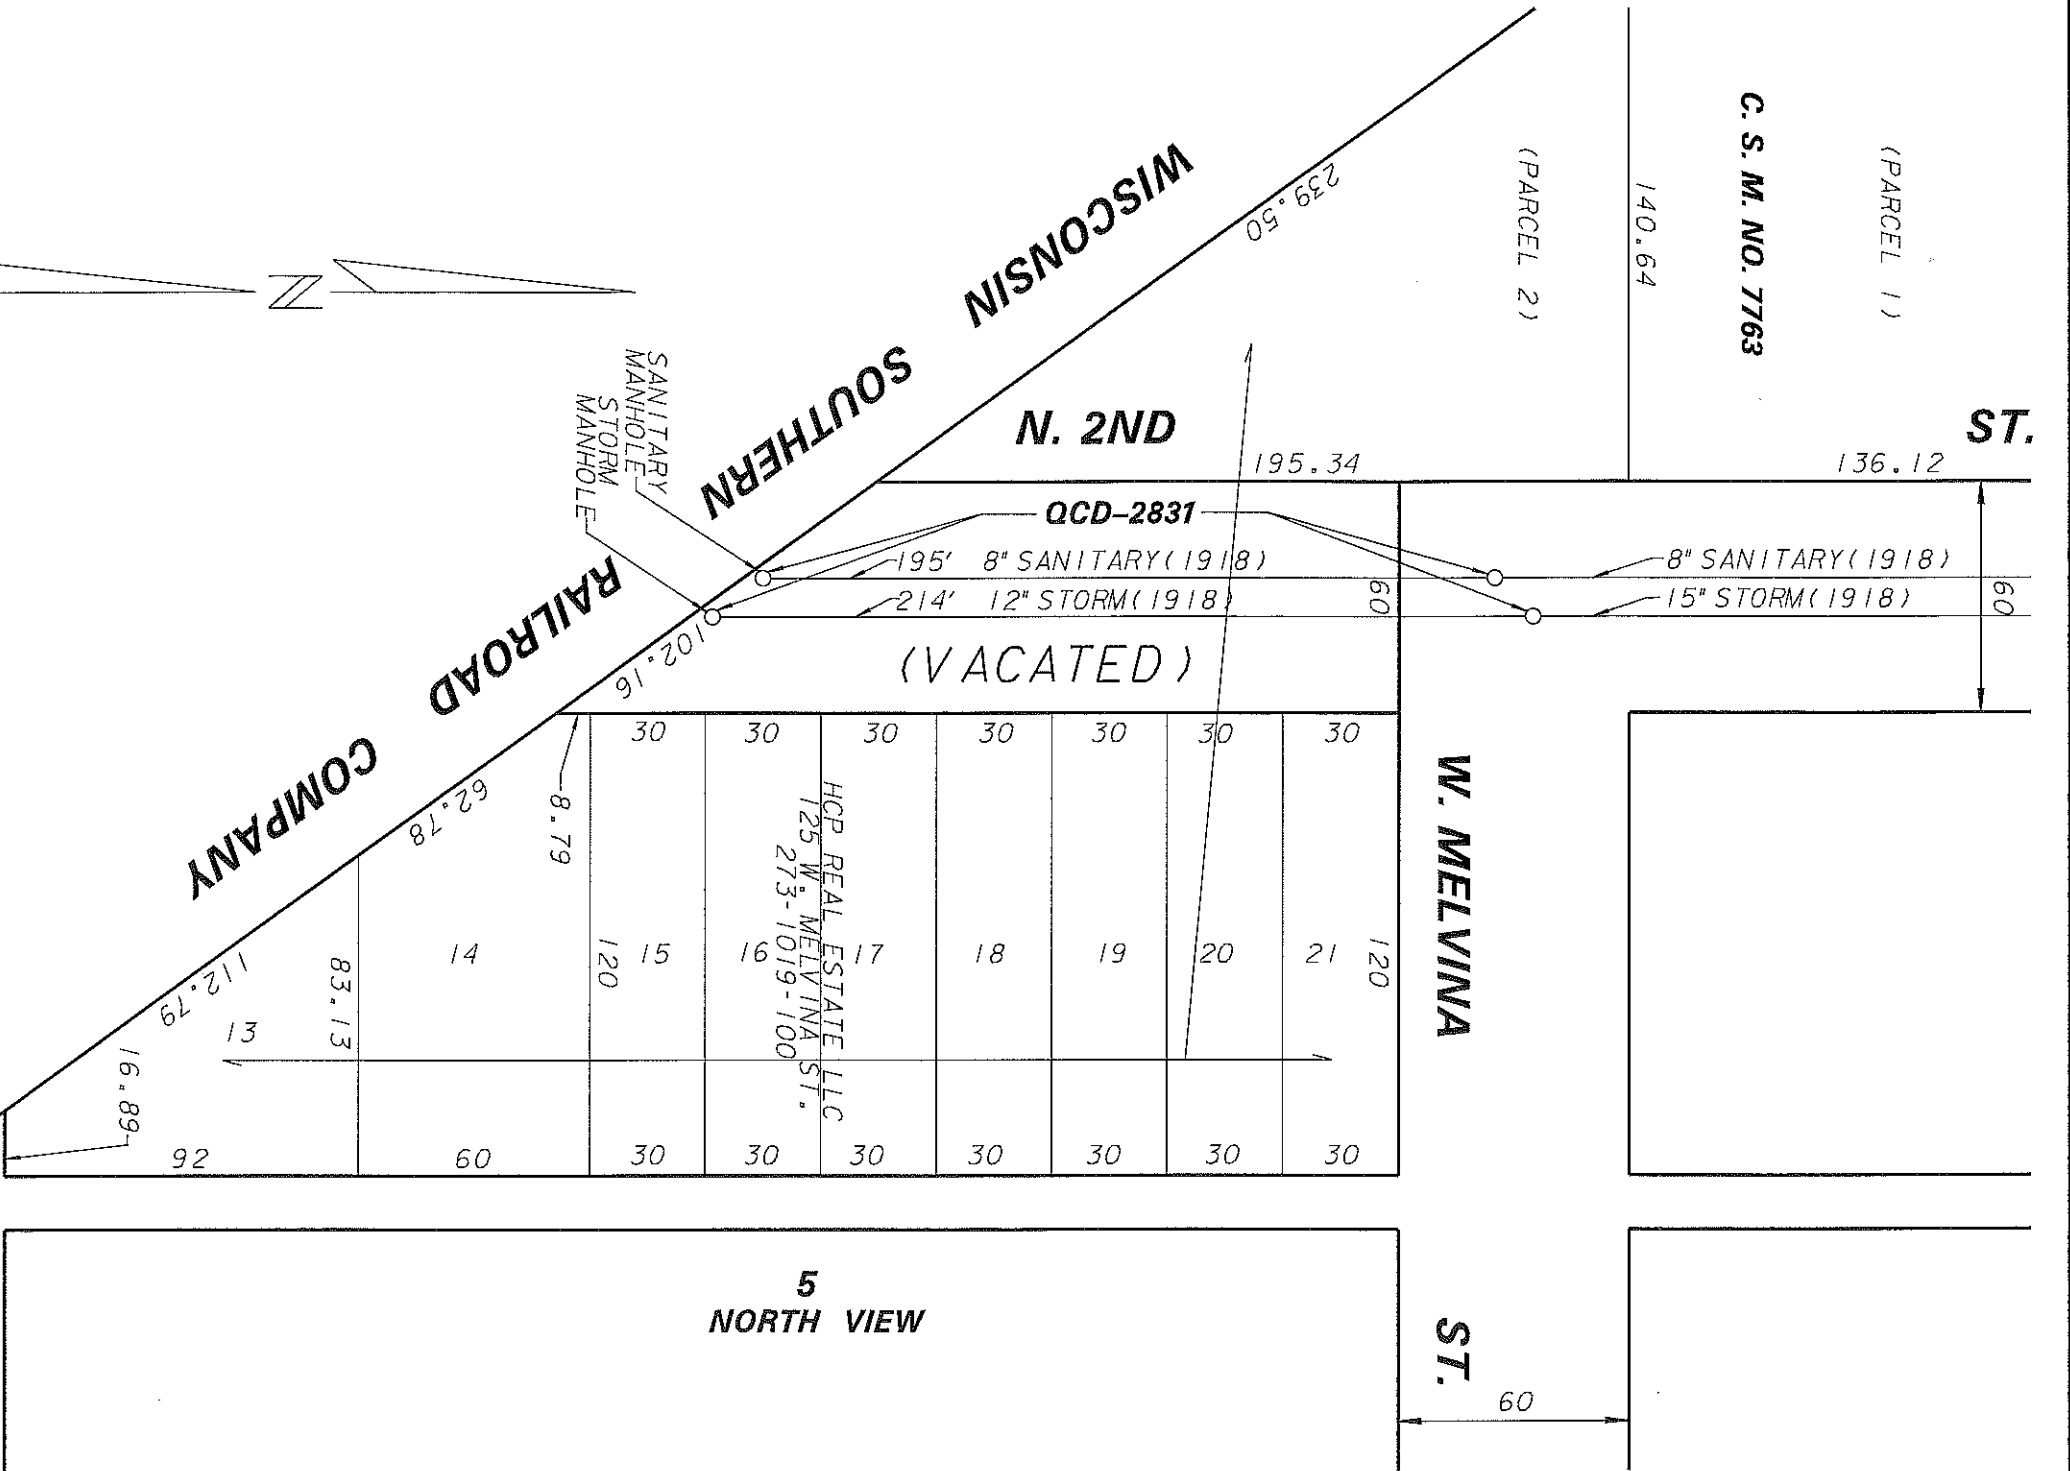 C. S. M. NO. 7763
(PARCEL 1)
(PARCEL 2)
140.64
239.50
WISCONSIN SOUTHERN RAILROAD COMPANY
N
N. 2ND ST.
195.34
136.12
SANITARY
MANHOLE
STORM
MANHOLE
QCD-2831
195' 8" SANITARY(1918)
8" SANITARY(1918)
214' 12" STORM(1918)
15" STORM(1918)
60
60
(VACATED)
102.16
30 30 30 30 30 30 30
62.78
8.79
HCP REAL ESTATE LLC
125 W. MELVINA ST.
273-1019-100
W. MELVINA ST.
14 15 16 17 18 19 20 21
120
120
83.13
112.79
13
16.89
92 60 30 30 30 30 30 30 30
5
NORTH VIEW
60